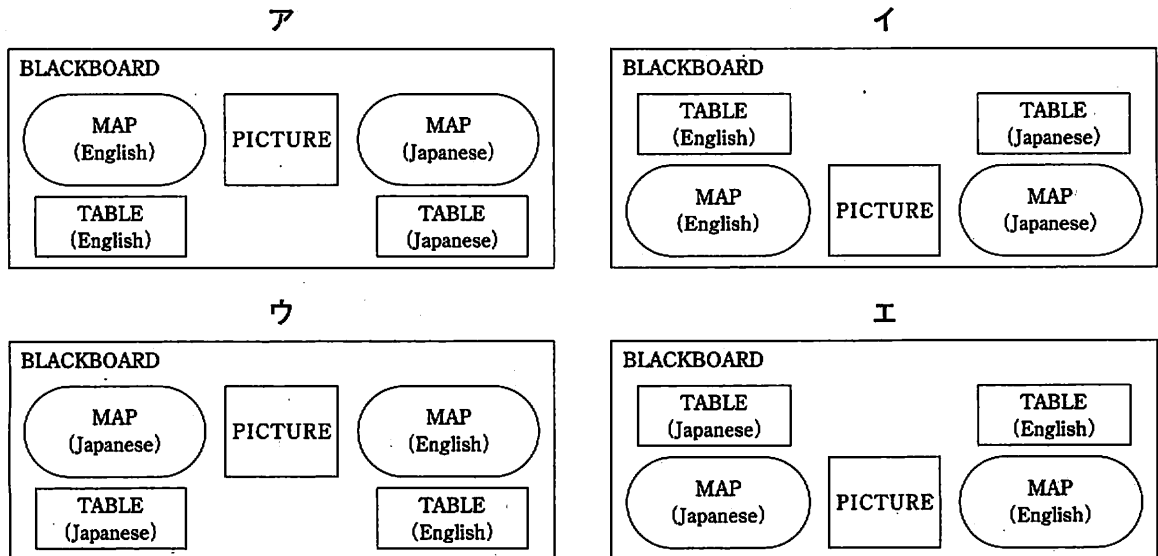 ア
BLACKBOARD
MAP
(English)
PICTURE
MAP
(Japanese)
TABLE
(English)
TABLE
(Japanese)
イ
BLACKBOARD
TABLE
(English)
TABLE
(Japanese)
MAP
(English)
PICTURE
MAP
(Japanese)
ウ
BLACKBOARD
MAP
(Japanese)
PICTURE
MAP
(English)
TABLE
(Japanese)
TABLE
(English)
エ
BLACKBOARD
TABLE
(Japanese)
TABLE
(English)
MAP
(Japanese)
PICTURE
MAP
(English)